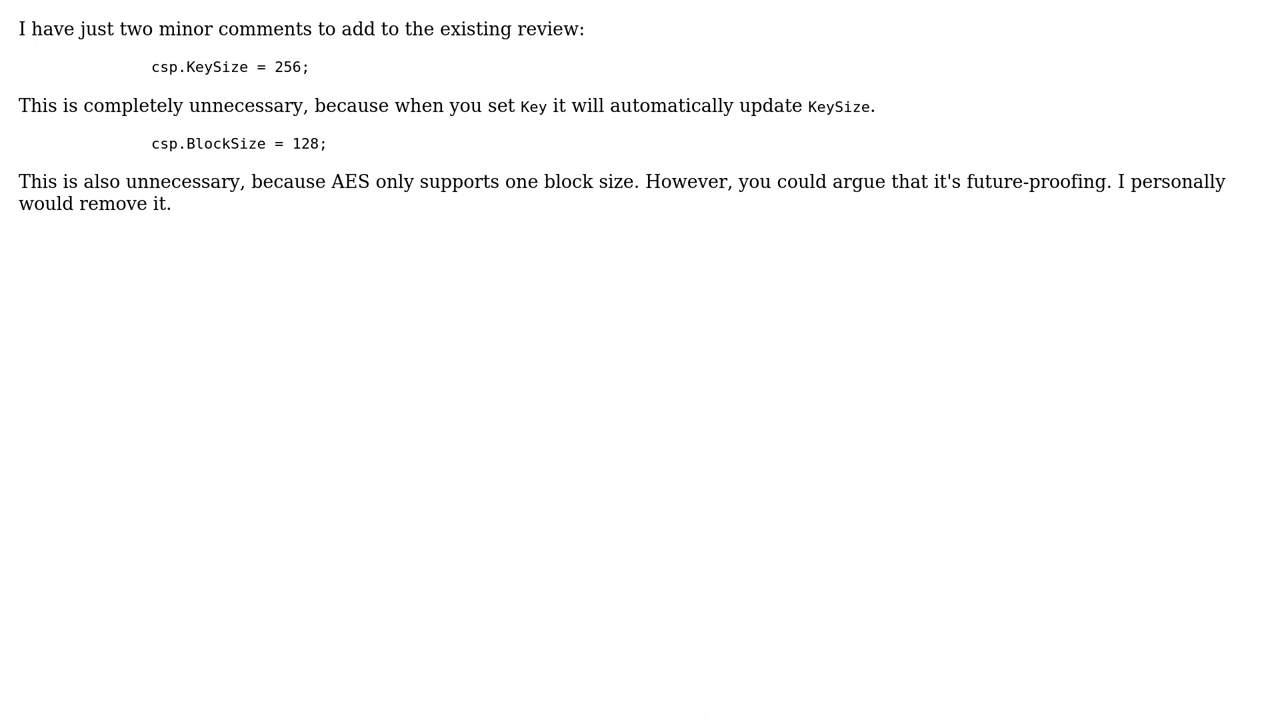 I have just two minor comments to add to the existing review:
csp.KeySize = 256;
This is completely unnecessary, because when you set Key it will automatically update KeySize.
csp.BlockSize = 128;
This is also unnecessary, because AES only supports one block size. However, you could argue that it's future-proofing. I personally
would remove it.